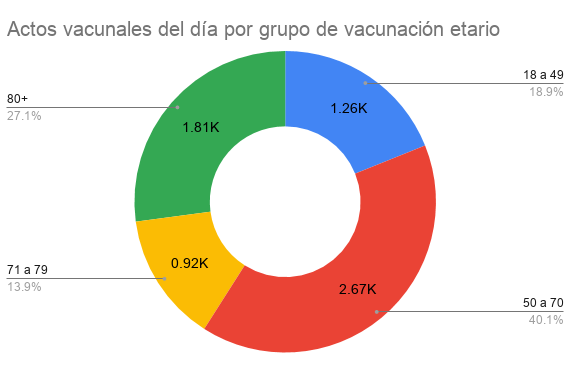 Actos vacunales del día por grupo de vacunación etario
18 a 49
18.9%
1.26K
80+
27.1%
1.81K
71 a 79
13.9%
0.92K
2.67K
50 a 70
40.1%